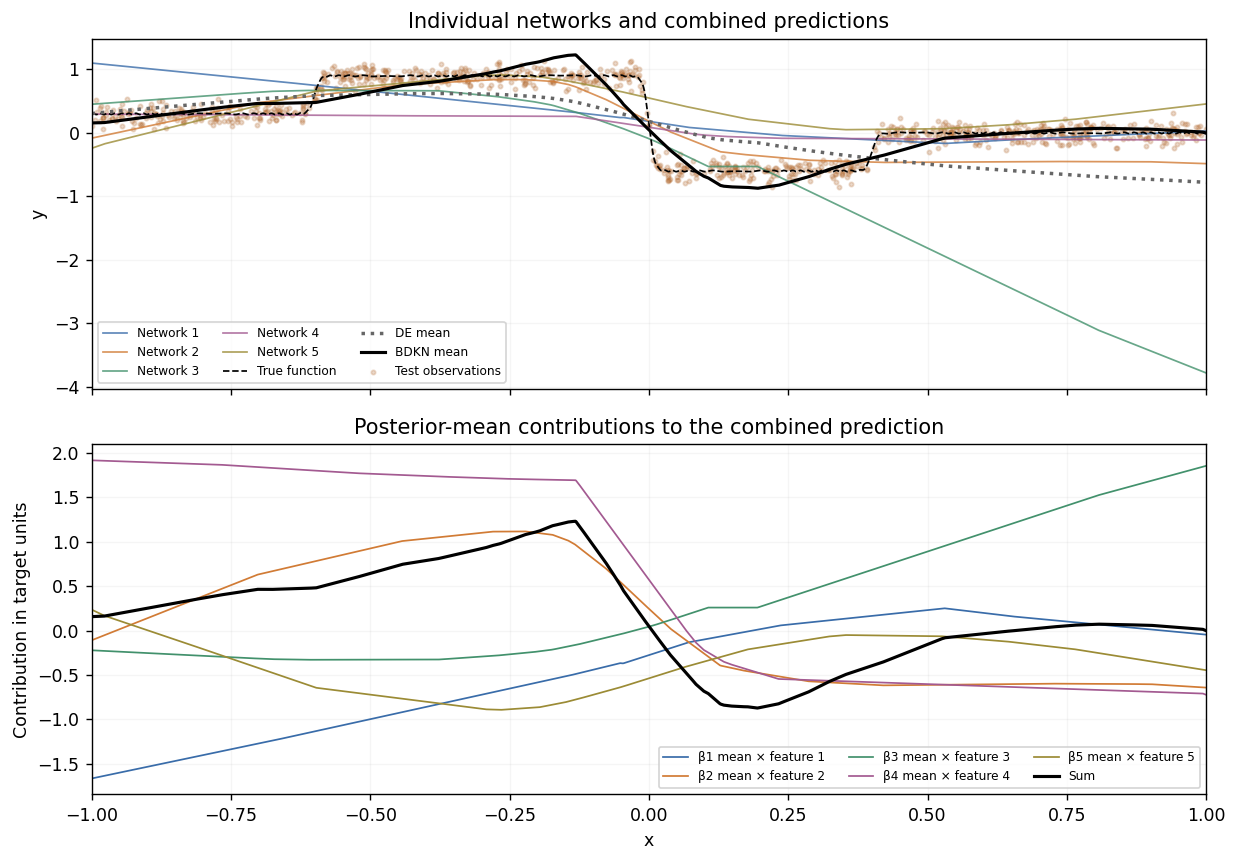 Individual networks and combined predictions
1
0
−1
−2
−3
−4
y
Network 1
Network 2
Network 3
Network 4
Network 5
True function
DE mean
BDKN mean
Test observations
Posterior-mean contributions to the combined prediction
2.0
1.5
1.0
0.5
0.0
−0.5
−1.0
−1.5
Contribution in target units
β1 mean × feature 1
β2 mean × feature 2
β3 mean × feature 3
β4 mean × feature 4
β5 mean × feature 5
Sum
−1.00 −0.75 −0.50 −0.25 0.00 0.25 0.50 0.75 1.00
x